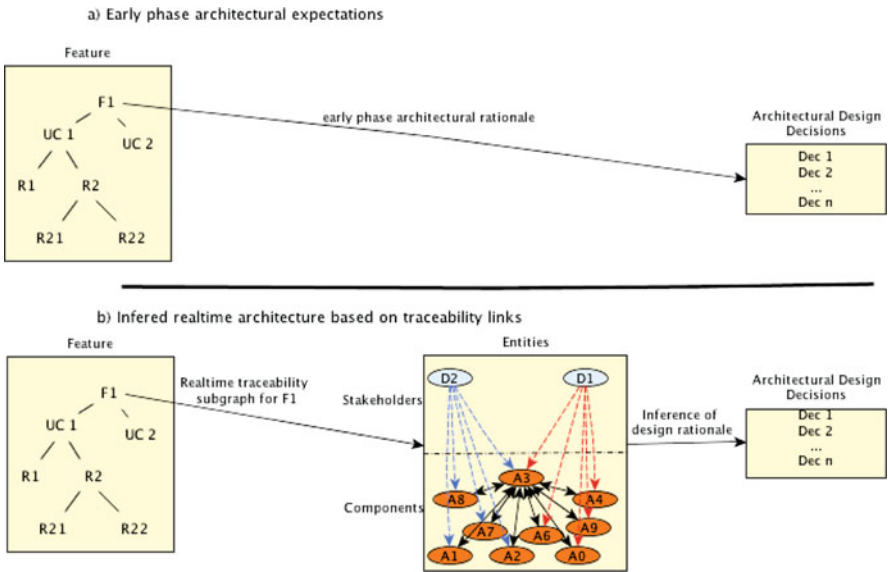 a) Early phase architectural expectations
Feature
F1
UC 1
UC 2
R1
R2
R21
R22
early phase architectural rationale
Architectural Design
Decisions
Dec 1
Dec 2
...
Dec n
b) Infered realtime architecture based on traceability links
Feature
F1
UC 1
UC 2
R1
R2
R21
R22
Realtime traceability
subgraph for F1
Entities
D2
D1
Stakeholders
Components
A3
A8
A4
A7
A6
A9
A1
A2
A0
Inference of
design rationale
Architectural Design
Decisions
Dec 1
Dec 2
...
Dec n